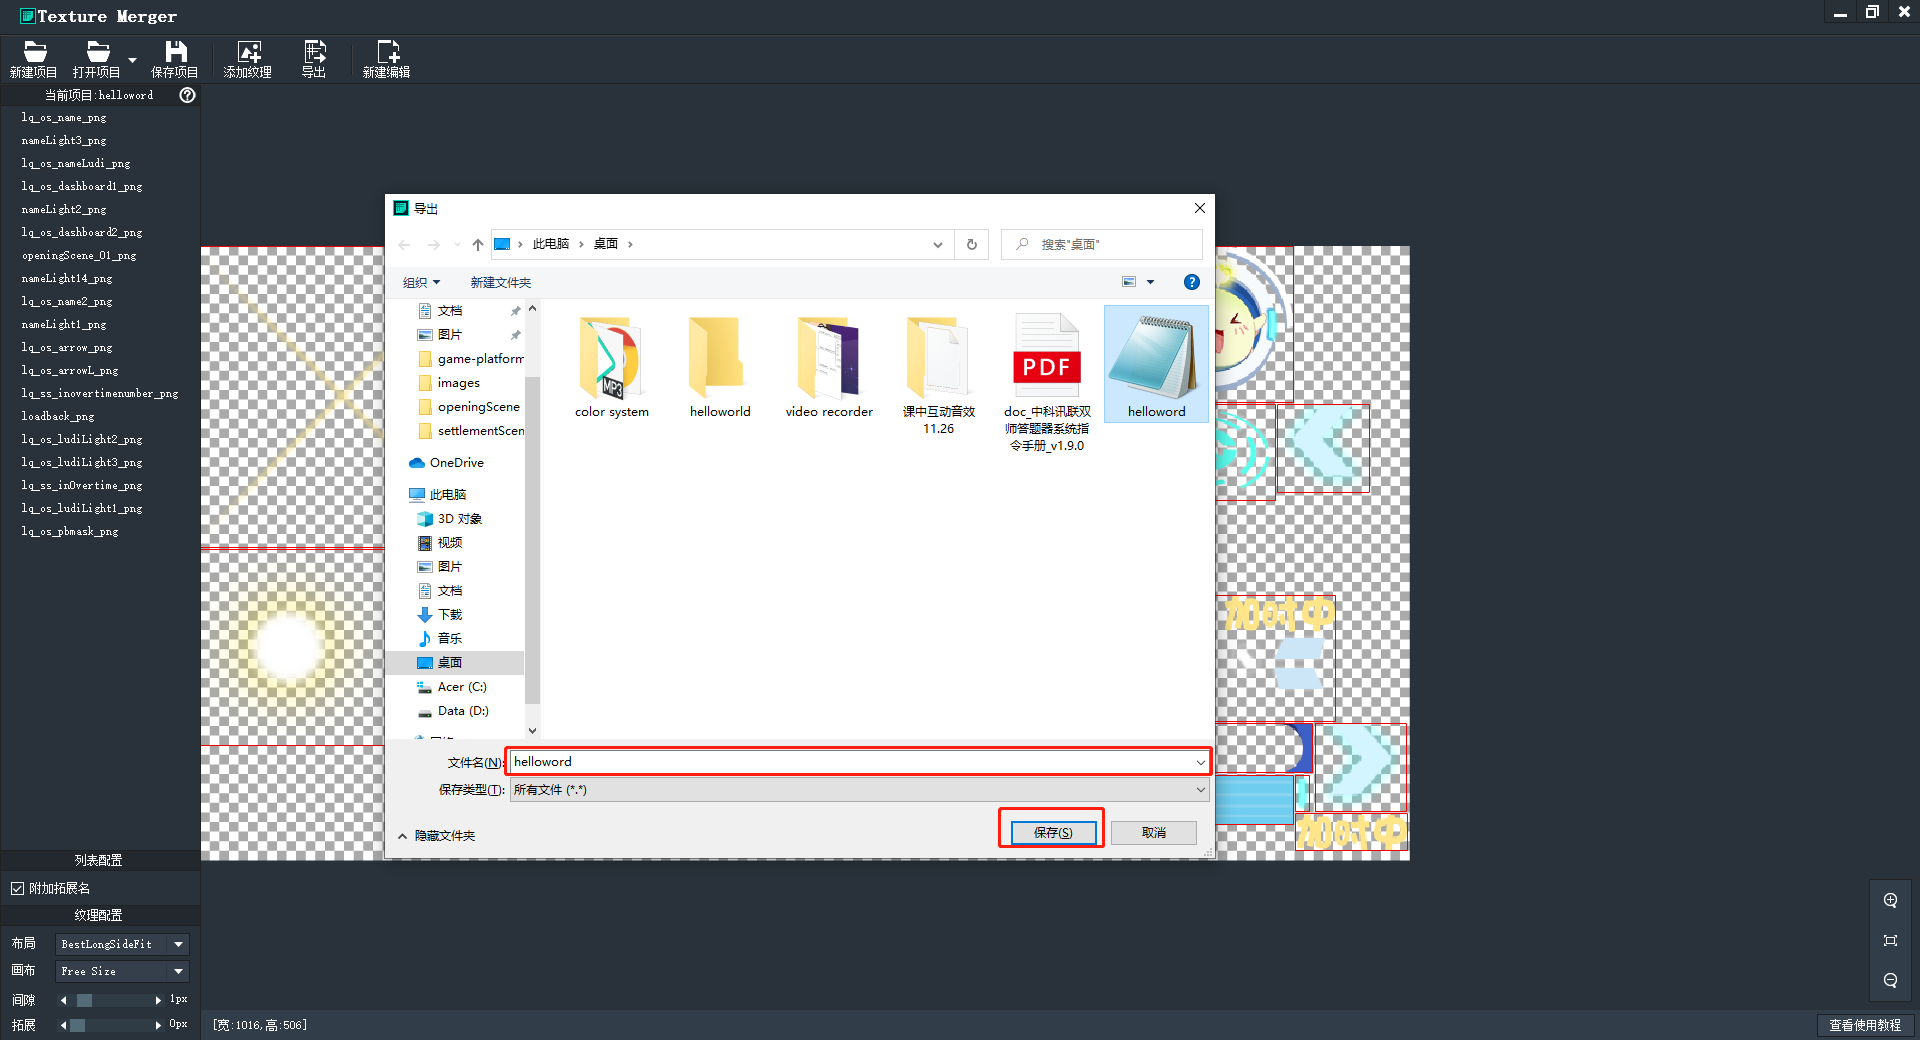 Texture Merger
新建项目 打开项目 保存项目 添加纹理 导出 新建编辑
当前项目:helloword
lq_os_name_png
nameLight3_png
lq_os_nameLudi_png
lq_os_dashboard1_png
nameLight2_png
lq_os_dashboard2_png
openingScene_01_png
nameLight14_png
lq_os_name2_png
nameLight1_png
lq_os_arrow_png
lq_os_arrowL_png
lq_ss_inovertimenumber_png
loadback_png
lq_os_ludiLight2_png
lq_os_ludiLight3_png
lq_ss_inOvertime_png
lq_os_ludiLight1_png
lq_os_pbmask_png
列表配置
附加拓展名
纹理配置
布局 BestLongSideFit
画布 Free Size
间隙 1px
拓展 0px
导出
此电脑 › 桌面 ›
搜索"桌面"
组织 新建文件夹
文档
图片
game-platform
images
openingScene
settlementScen
OneDrive
此电脑
3D 对象
视频
图片
文档
下载
音乐
桌面
Acer (C:)
Data (D:)
MP3
color system
helloworld
video recorder
课中互动音效
11.26
PDF
doc_中科讯联双
师答题器系统指
令手册_v1.9.0
helloword
文件名(N): helloword
保存类型(T): 所有文件 (*.*)
隐藏文件夹
保存(S)
取消
加时中
加时中
[宽:1016,高:506]
查看使用教程